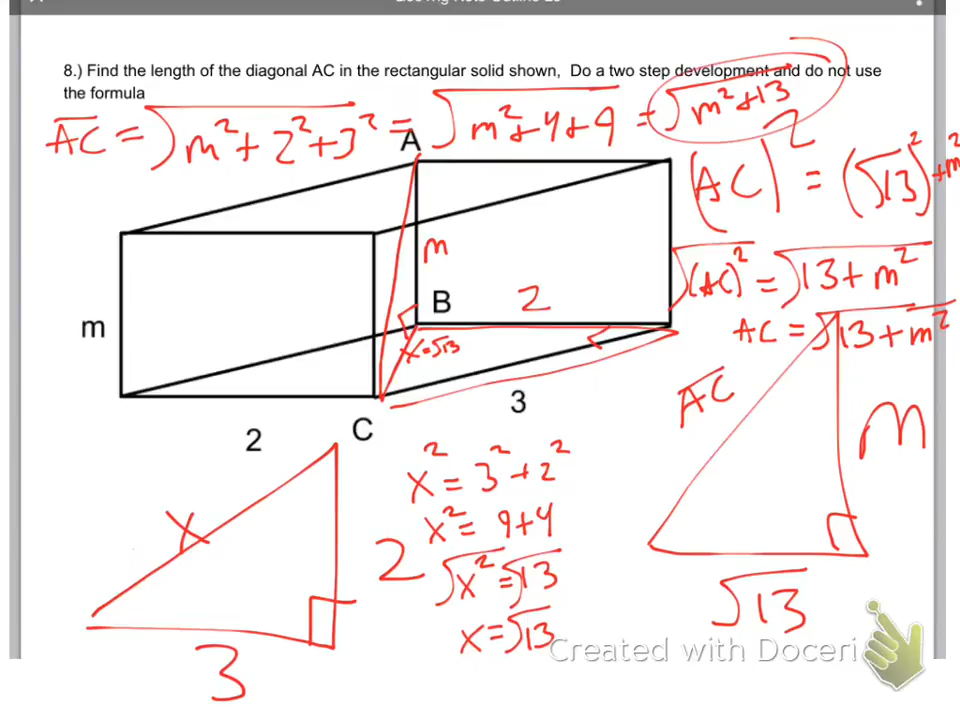 8.) Find the length of the diagonal AC in the rectangular solid shown, Do a two step development and do not use
the formula
AC = √m²+2²+3² = √m²+4+9 = √m²+13
A
(AC)² = (√13)²+m²
m
B
2
√(AC)² = √13+m²
AC = √13+m²
m
x=√13
3
2
C
AC
m
x² = 3²+2²
x² = 9+4
√x² = √13
x=√13
x
2
3
√13
Created with Doceri